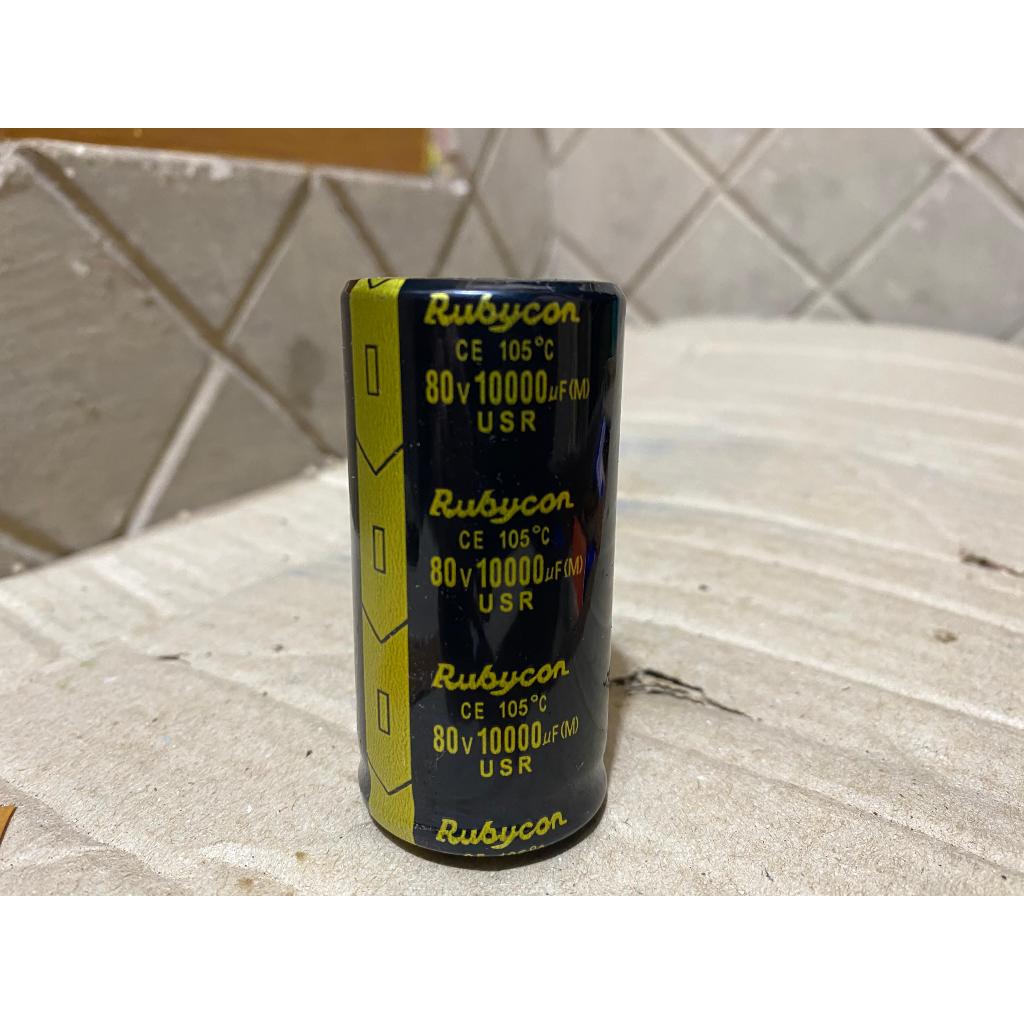 Rubycon
CE 105°C
80V 10000µF(M)
USR
Rubycon
CE 105°C
80V 10000µF(M)
USR
Rubycon
CE 105°C
80V 10000µF(M)
USR
Rubycon